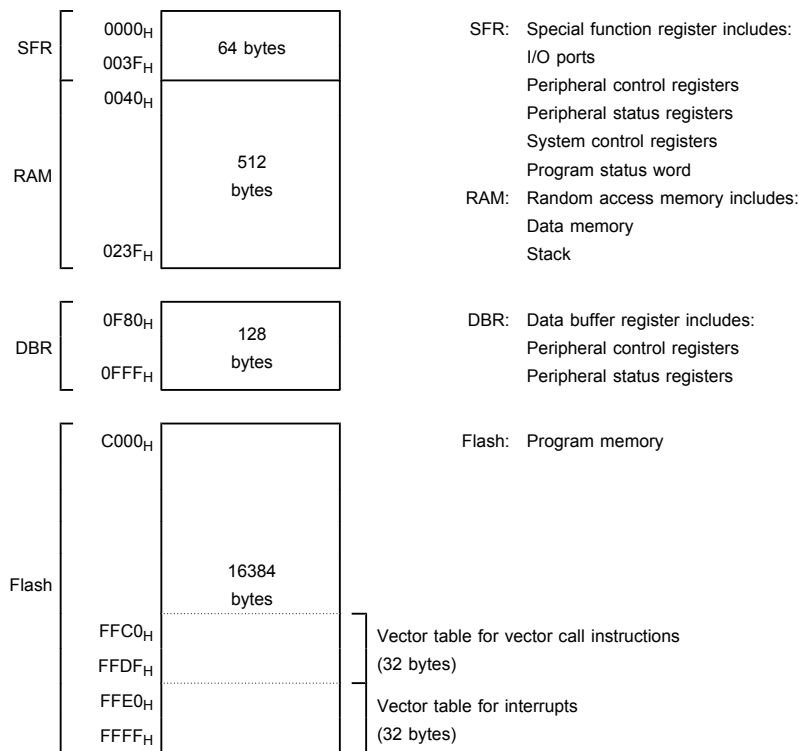 SFR
0000H
003FH
64 bytes
RAM
0040H
023FH
512
bytes
DBR
0F80H
0FFFH
128
bytes
Flash
C000H
16384
bytes
FFC0H
FFDFH
Vector table for vector call instructions
(32 bytes)
FFE0H
FFFFH
Vector table for interrupts
(32 bytes)
SFR: Special function register includes:
I/O ports
Peripheral control registers
Peripheral status registers
System control registers
Program status word
RAM: Random access memory includes:
Data memory
Stack
DBR: Data buffer register includes:
Peripheral control registers
Peripheral status registers
Flash: Program memory